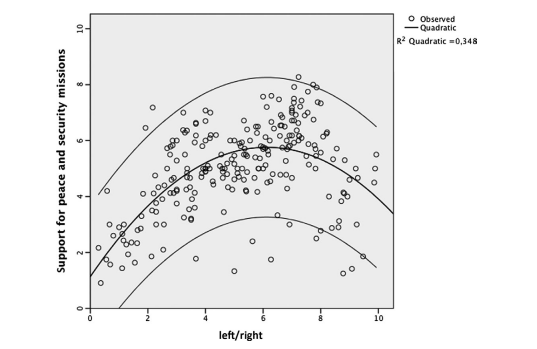 Observed
Quadratic
R² Quadratic =0,348
Support for peace and security missions
10
8
6
4
2
0
0 2 4 6 8 10
left/right